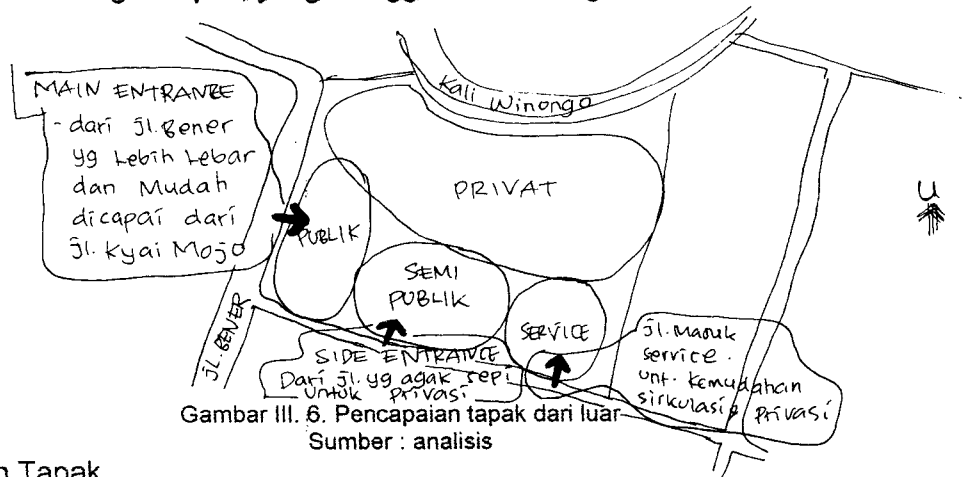 Kali Winongo
MAIN ENTRANCE
- dari jl. Bener
yg Lebih Lebar
dan Mudah
dicapai dari
jl. Kyai Mojo
PRIVAT
U
PUBLIK
SEMI
PUBLIK
SERVICE
jl. BENER
SIDE ENTRANCE
Dari jl. yg agak sepi
Untuk privasi
jl. Masuk
service.
unt. kemudahan
sirkulasi & privasi
Gambar III. 6. Pencapaian tapak dari luar
Sumber : analisis
Tapak